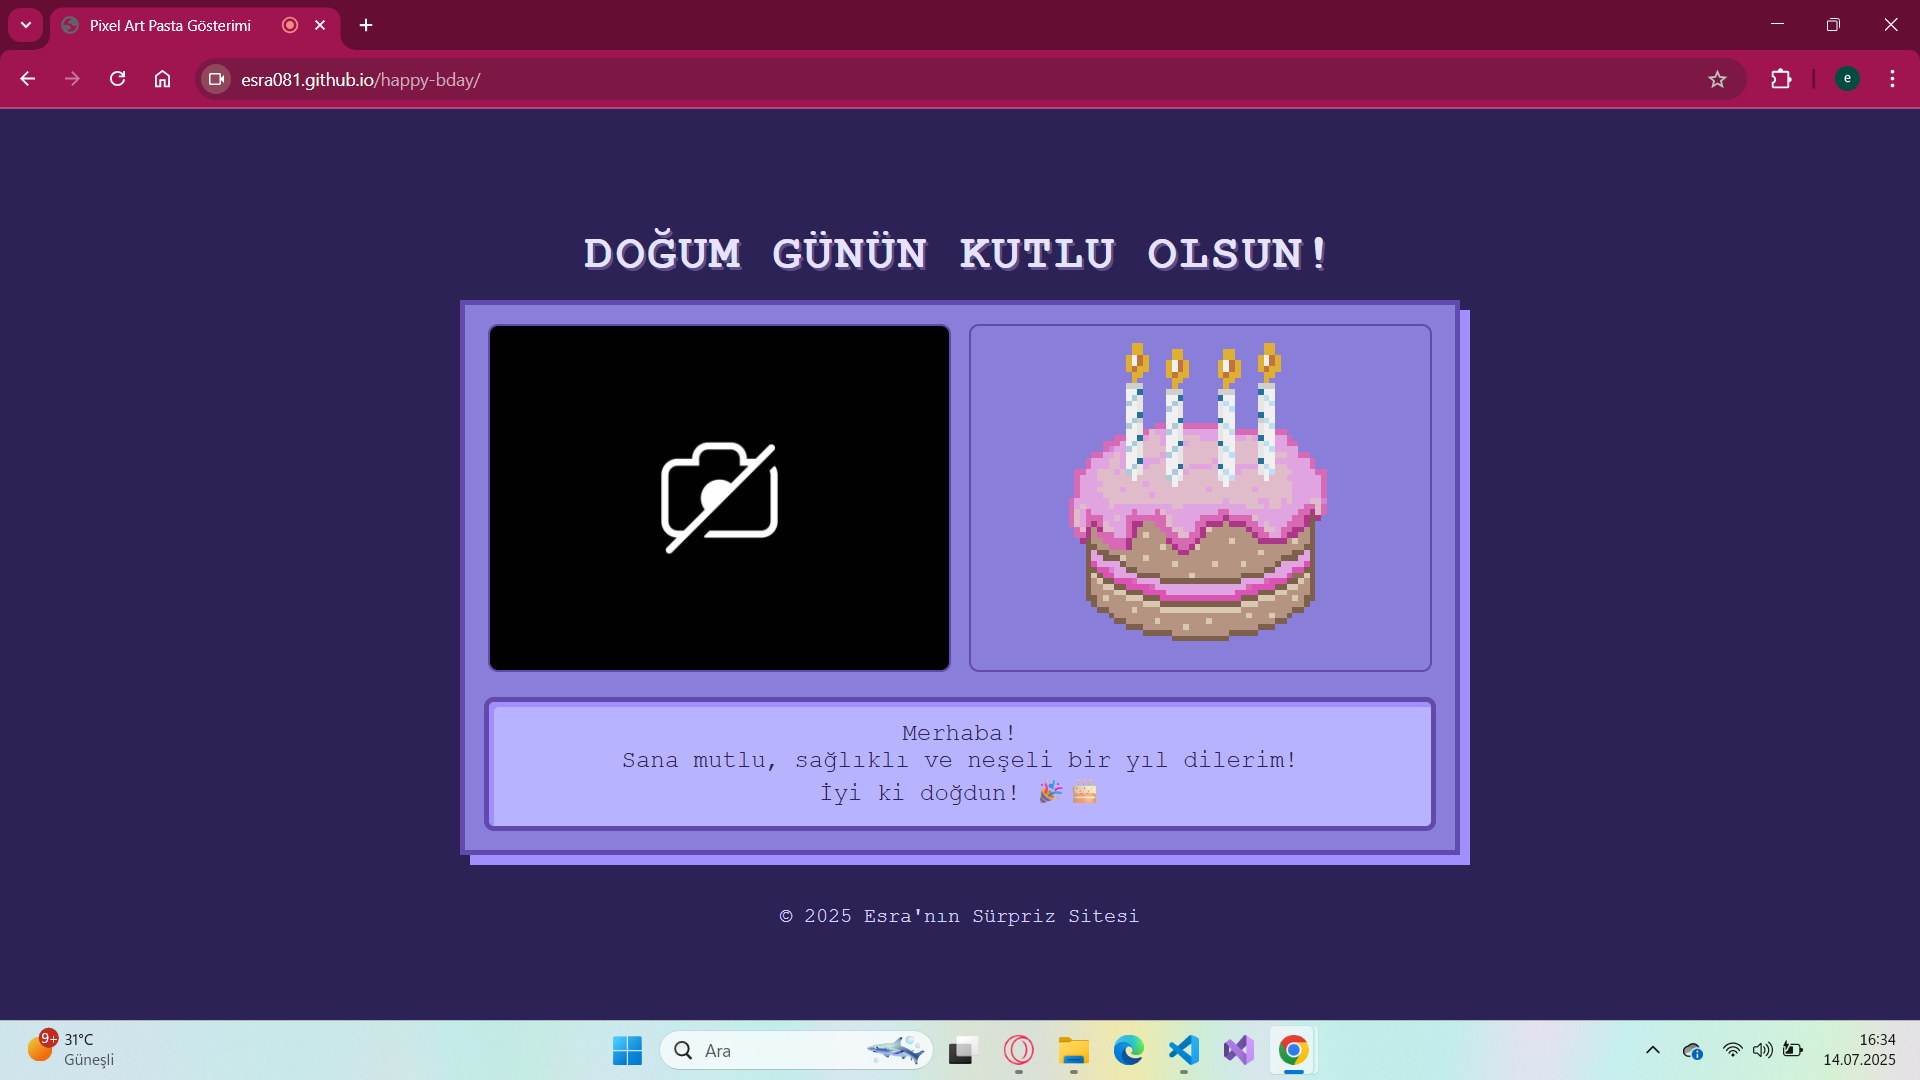 Pixel Art Pasta Gösterimi
esra081.github.io/happy-bday/
e
DOĞUM GÜNÜN KUTLU OLSUN!
Merhaba!
Sana mutlu, sağlıklı ve neşeli bir yıl dilerim!
İyi ki doğdun! 🎉🎂
© 2025 Esra'nın Sürpriz Sitesi
9+
31°C
Güneşli
Ara
16:34
14.07.2025